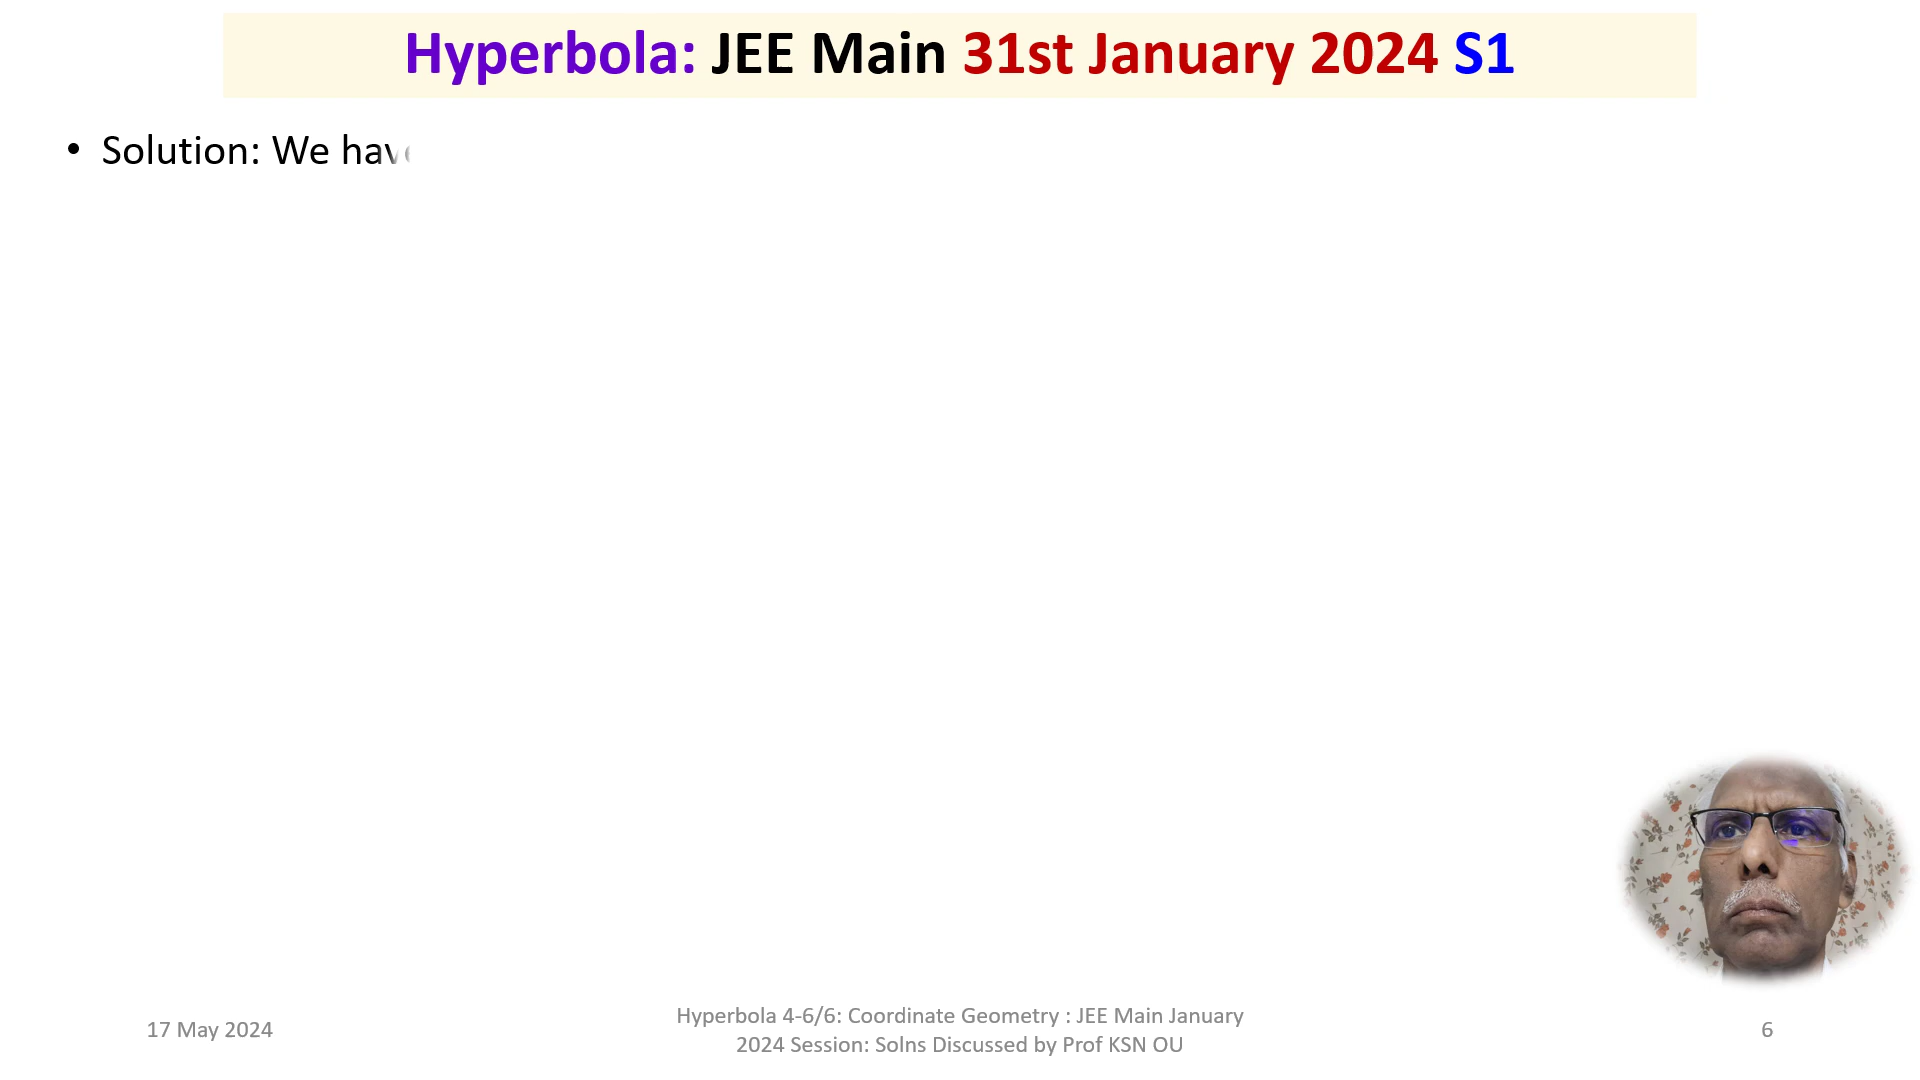 Hyperbola: JEE Main 31st January 2024 S1
• Solution: We hav
17 May 2024
Hyperbola 4-6/6: Coordinate Geometry : JEE Main January
2024 Session: Solns Discussed by Prof KSN OU
6